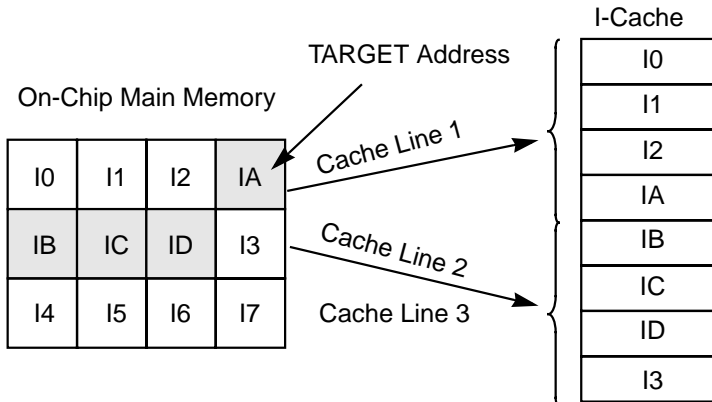 I-Cache
TARGET Address
On-Chip Main Memory
I0 I1 I2 IA
IB IC ID I3
I4 I5 I6 I7
Cache Line 1
Cache Line 2
Cache Line 3
I0
I1
I2
IA
IB
IC
ID
I3